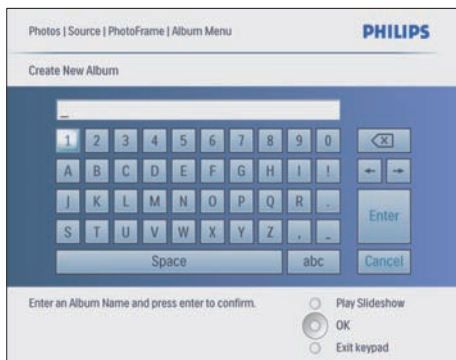 Photos | Source | PhotoFrame | Album Menu PHILIPS
Create New Album
_
1 2 3 4 5 6 7 8 9 0
A B C D E F G H I !
J K L M N O P Q R .
S T U V W X Y Z , _
Enter
Space abc Cancel
Enter an Album Name and press enter to confirm.
Play Slideshow
OK
Exit keypad